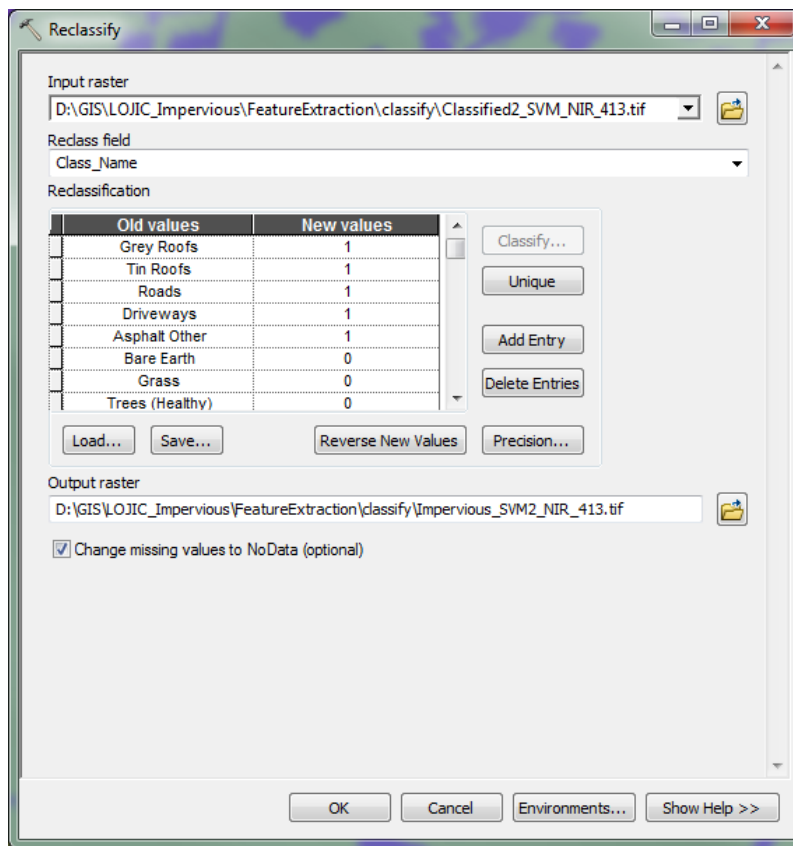 Reclassify
Input raster
D:\GIS\LOJIC_Impervious\FeatureExtraction\classify\Classified2_SVM_NIR_413.tif
Reclass field
Class_Name
Reclassification
Old values New values
Grey Roofs 1
Tin Roofs 1
Roads 1
Driveways 1
Asphalt Other 1
Bare Earth 0
Grass 0
Trees (Healthy) 0
Classify...
Unique
Add Entry
Delete Entries
Load... Save... Reverse New Values Precision...
Output raster
D:\GIS\LOJIC_Impervious\FeatureExtraction\classify\Impervious_SVM2_NIR_413.tif
Change missing values to NoData (optional)
OK Cancel Environments... Show Help >>